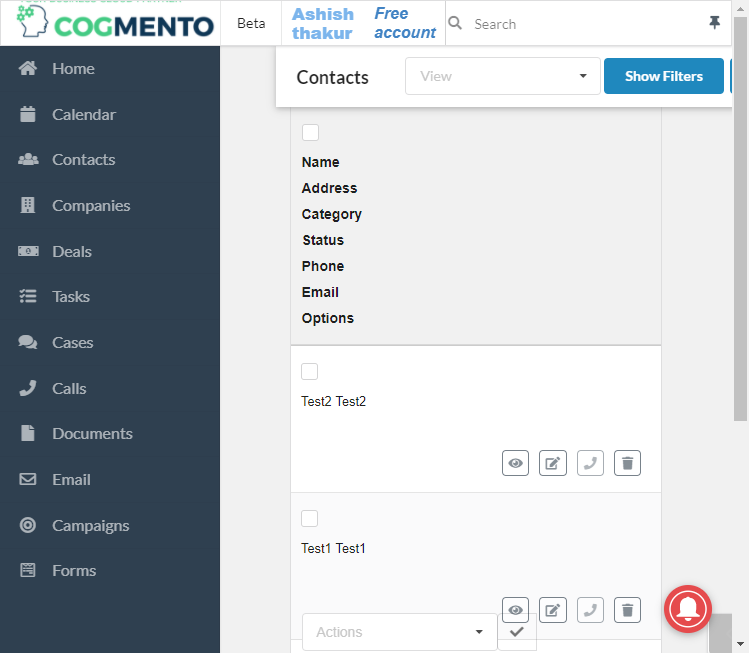 COGMENTO
Beta
Ashish thakur
Free account
Search
Home
Calendar
Contacts
Companies
Deals
Tasks
Cases
Calls
Documents
Email
Campaigns
Forms
Contacts
View
Show Filters
Name
Address
Category
Status
Phone
Email
Options
Test2 Test2
Test1 Test1
Actions